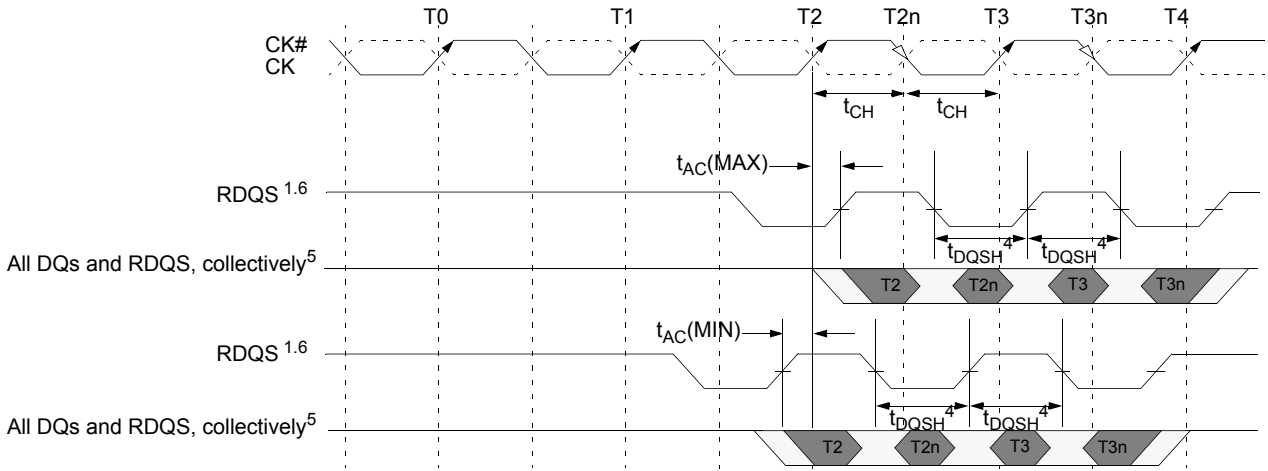 T0 T1 T2 T2n T3 T3n T4
CK#
CK
tCH tCH
tAC(MAX)
RDQS 1.6
tDQSH4 tDQSH4
All DQs and RDQS, collectively5
T2 T2n T3 T3n
tAC(MIN)
RDQS 1.6
tDQSH4 tDQSH4
All DQs and RDQS, collectively5
T2 T2n T3 T3n